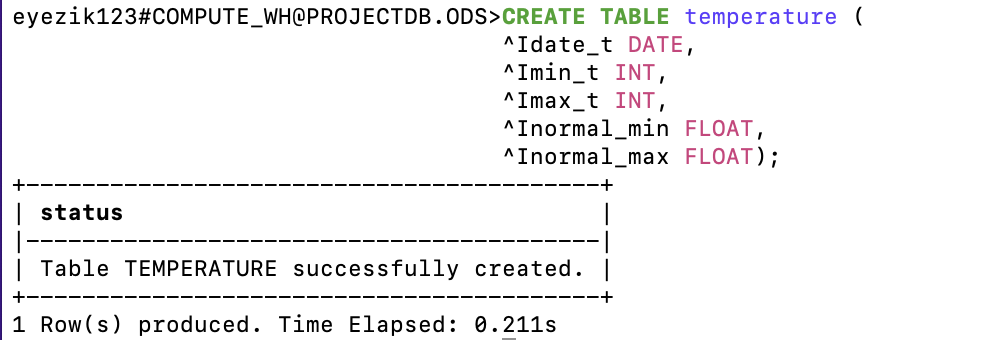 eyezik123#COMPUTE_WH@PROJECTDB.ODS>CREATE TABLE temperature (
^Idate_t DATE,
^Imin_t INT,
^Imax_t INT,
^Inormal_min FLOAT,
^Inormal_max FLOAT);
+-----------------------------------------+
| status                                  |
|-----------------------------------------|
| Table TEMPERATURE successfully created. |
+-----------------------------------------+
1 Row(s) produced. Time Elapsed: 0.211s